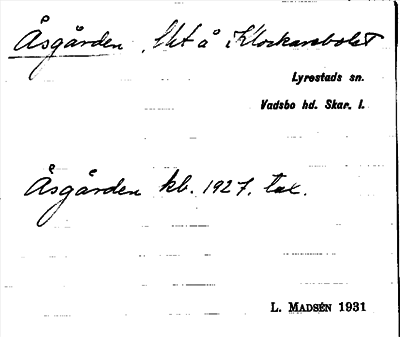 Åsgården, lht å Klockarebolet
Lyrestads sn.
Vadsbo hd. Skar. l.
Åsgården kb. 1927. tax.
L. MADSÉN 1931